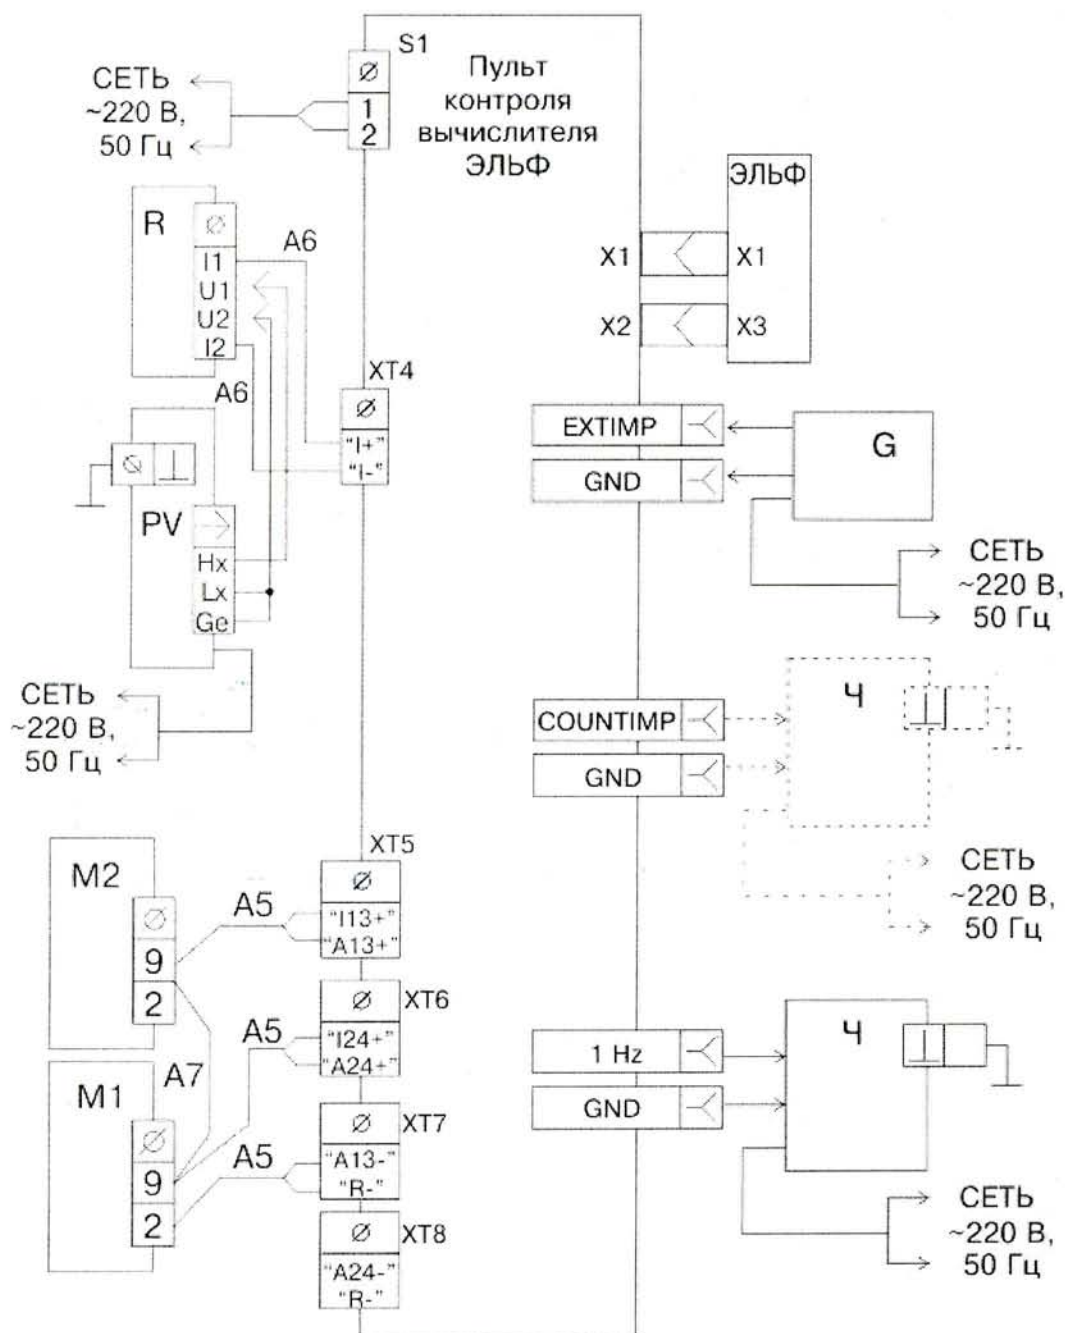 S1
Пульт
контроля
вычислителя
ЭЛЬФ
СЕТЬ
~220 В,
50 Гц
1
2
ЭЛЬФ
R
I1
U1
U2
I2
A6
A6
X1
X1
X2
X3
XT4
"I+"
"I-"
EXTIMP
GND
G
СЕТЬ
~220 В,
50 Гц
PV
Hx
Lx
Ge
СЕТЬ
~220 В,
50 Гц
COUNTIMP
GND
Ч
СЕТЬ
~220 В,
50 Гц
M2
9
2
A5
XT5
"I13+"
"A13+"
XT6
"I24+"
"A24+"
A5
A7
M1
9
2
A5
XT7
"A13-"
"R-"
XT8
"A24-"
"R-"
1 Hz
GND
Ч
СЕТЬ
~220 В,
50 Гц